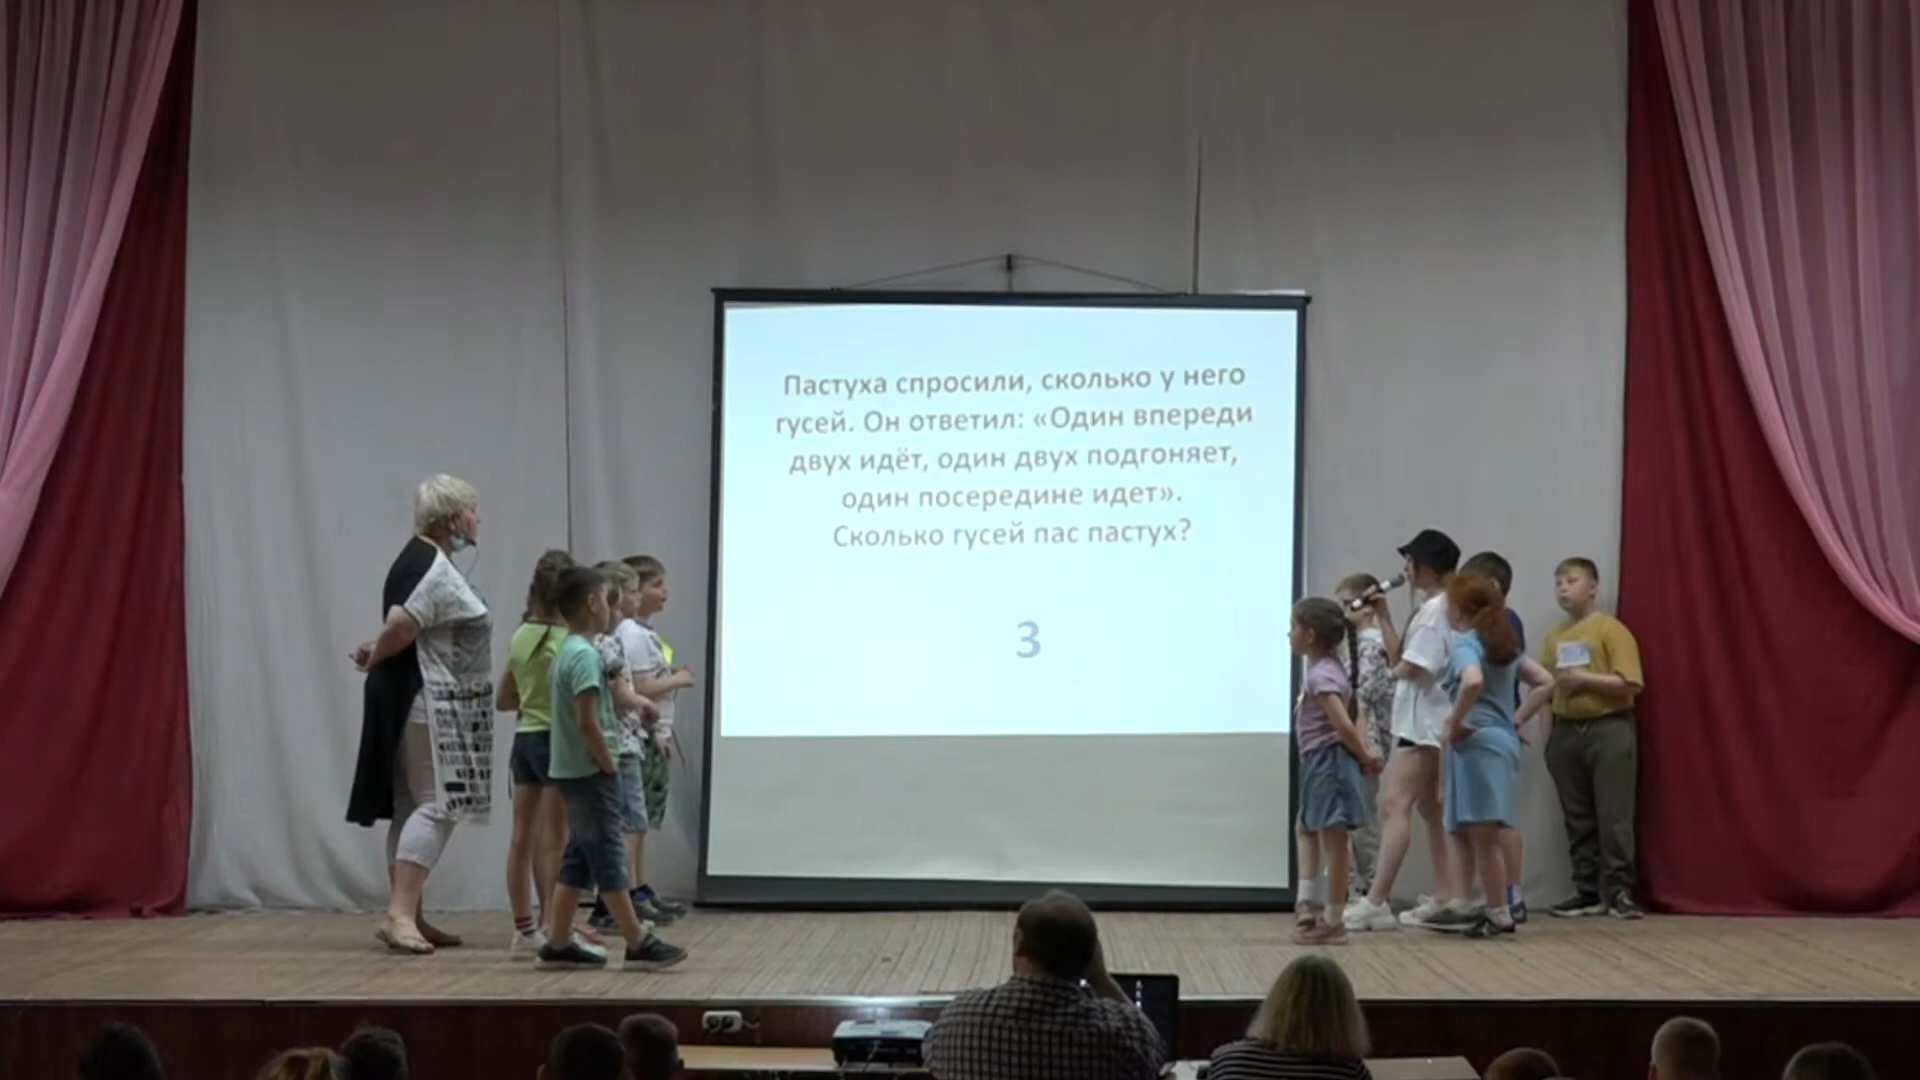 Пастуха спросили, сколько у него
гусей. Он ответил: «Один впереди
двух идёт, один двух подгоняет,
один посередине идет».
Сколько гусей пас пастух?
3